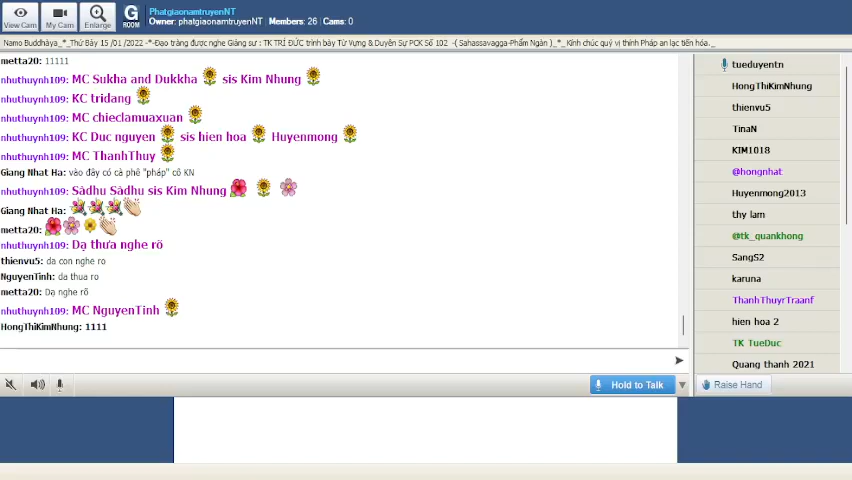 View Cam
My Cam
Enlarge
G ROOM
PhatgiaonamtruyenNT
Owner: phatgiaonamtruyenNT | Members: 26 | Cams: 0
Namo Buddhàya_*_Thứ Bảy 15 /01 /2022 -*-Đạo tràng được nghe Giảng sư : TK TRÍ ĐỨC trình bày Từ Vựng & Duyên Sự PCK Số 102 -( Sahassavagga-Phẩm Ngàn )_*_ Kính chúc quý vị thính Pháp an lạc tiến hóa._
metta20: 11111
nhuthuynh109: MC Sukha and Dukkha sis Kim Nhung
nhuthuynh109: KC tridang
nhuthuynh109: MC chieclamuaxuan
nhuthuynh109: KC Duc nguyen sis hien hoa Huyenmong
nhuthuynh109: MC ThanhThuy
Giang Nhat Ha: vào đây có cà phê "pháp" cô KN
nhuthuynh109: Sàdhu Sàdhu sis Kim Nhung
Giang Nhat Ha:
metta20:
nhuthuynh109: Dạ thưa nghe rõ
thienvu5: da con nghe ro
NguyenTinh: da thua ro
metta20: Dạ nghe rõ
nhuthuynh109: MC NguyenTinh
HongThiKimNhung: 1111
Hold to Talk
tueduyentn
HongThiKimNhung
thienvu5
TinaN
KIM1018
@hongnhat
Huyenmong2013
thy lam
@tk_quankhong
SangS2
karuna
ThanhThuyrTraanf
hien hoa 2
TK TueDuc
Quang thanh 2021
Raise Hand